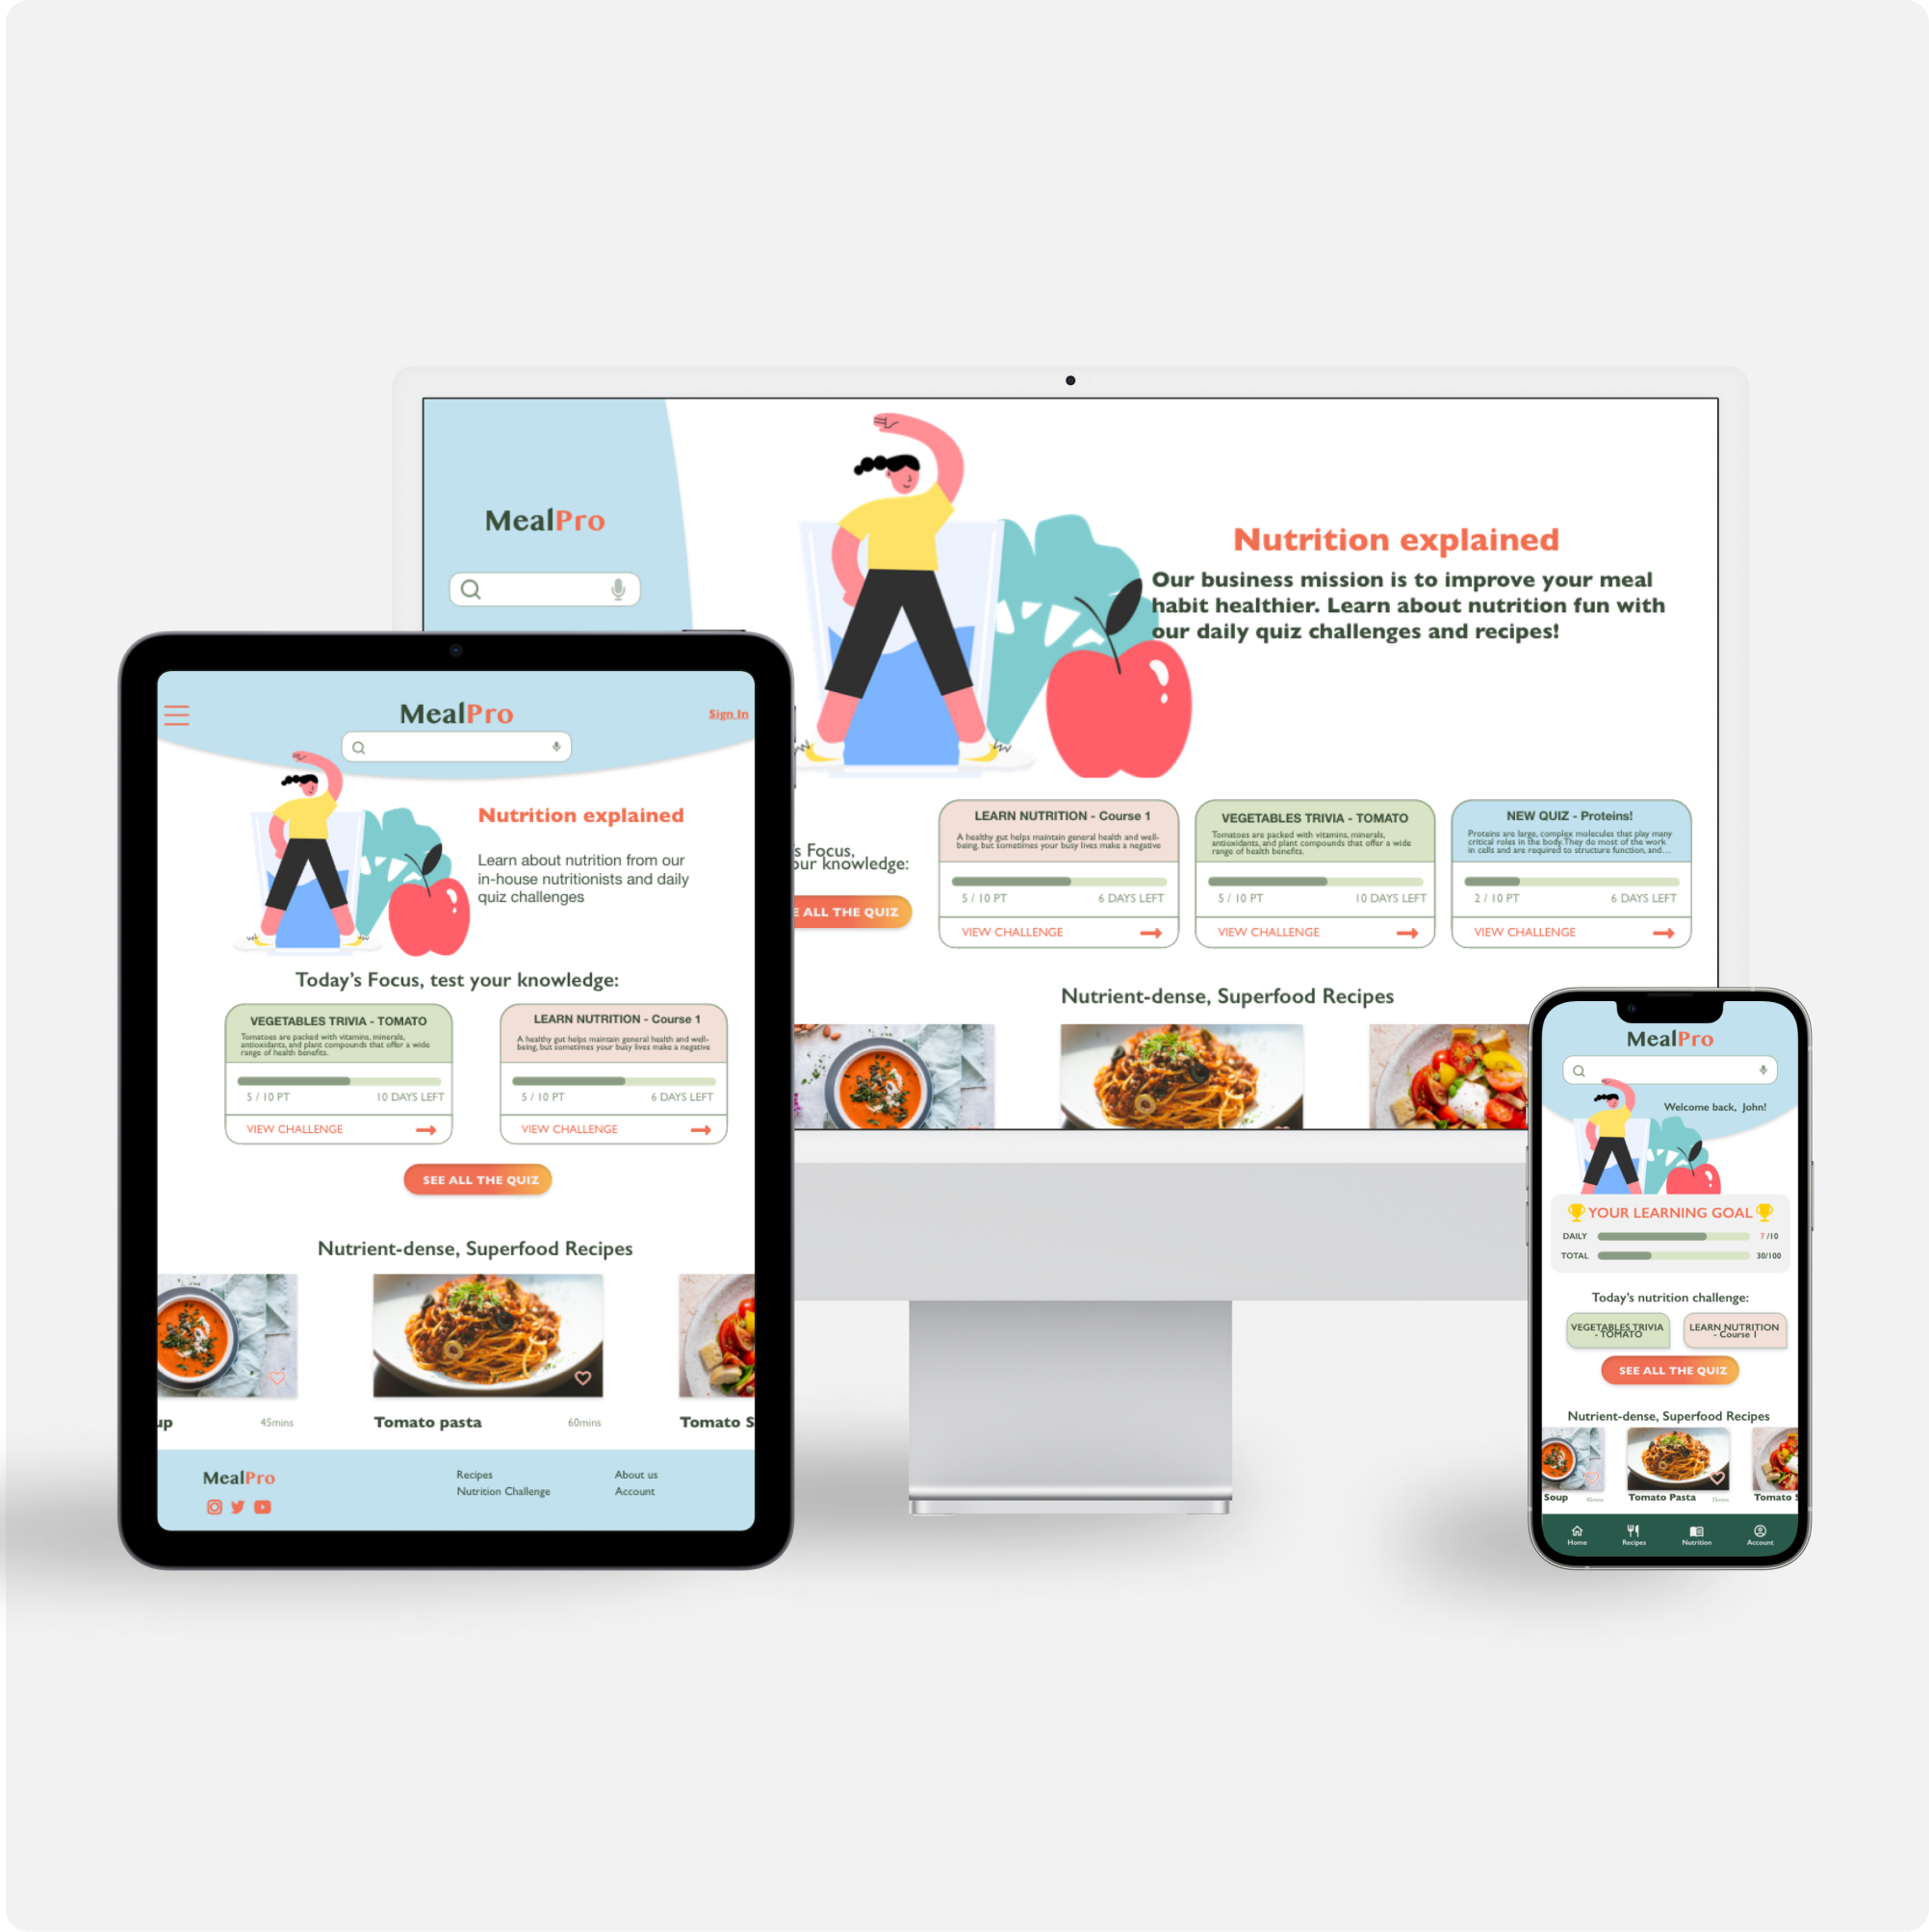 MealPro
Nutrition explained
Our business mission is to improve your meal
habit healthier. Learn about nutrition fun with
our daily quiz challenges and recipes!
's Focus,
our knowledge:
E ALL THE QUIZ
LEARN NUTRITION - Course 1
A healthy gut helps maintain general health and well-
being, but sometimes your busy lives make a negative
5 / 10 PT
6 DAYS LEFT
VIEW CHALLENGE
VEGETABLES TRIVIA - TOMATO
Tomatoes are packed with vitamins, minerals,
antioxidants, and plant compounds that offer a wide
range of health benefits.
5 / 10 PT
10 DAYS LEFT
VIEW CHALLENGE
NEW QUIZ - Proteins!
Proteins are large, complex molecules that play many
critical roles in the body. They do most of the work
in cells and are required to structure function, and...
2 / 10 PT
6 DAYS LEFT
VIEW CHALLENGE
Nutrient-dense, Superfood Recipes
MealPro
Sign In
Nutrition explained
Learn about nutrition from our
in-house nutritionists and daily
quiz challenges
Today's Focus, test your knowledge:
VEGETABLES TRIVIA - TOMATO
Tomatoes are packed with vitamins, minerals,
antioxidants, and plant compounds that offer a wide
range of health benefits.
5 / 10 PT
10 DAYS LEFT
VIEW CHALLENGE
LEARN NUTRITION - Course 1
A healthy gut helps maintain general health and well-
being, but sometimes your busy lives make a negative
5 / 10 PT
6 DAYS LEFT
VIEW CHALLENGE
SEE ALL THE QUIZ
Nutrient-dense, Superfood Recipes
up
45mins
Tomato pasta
60mins
Tomato S
MealPro
Recipes
Nutrition Challenge
About us
Account
MealPro
Welcome back, John!
YOUR LEARNING GOAL
DAILY
7 /10
TOTAL
30/100
Today's nutrition challenge:
VEGETABLES TRIVIA
- TOMATO
LEARN NUTRITION
- Course 1
SEE ALL THE QUIZ
Nutrient-dense, Superfood Recipes
Soup
45mins
Tomato Pasta
Tomato S
Home
Recipes
Nutrition
Account